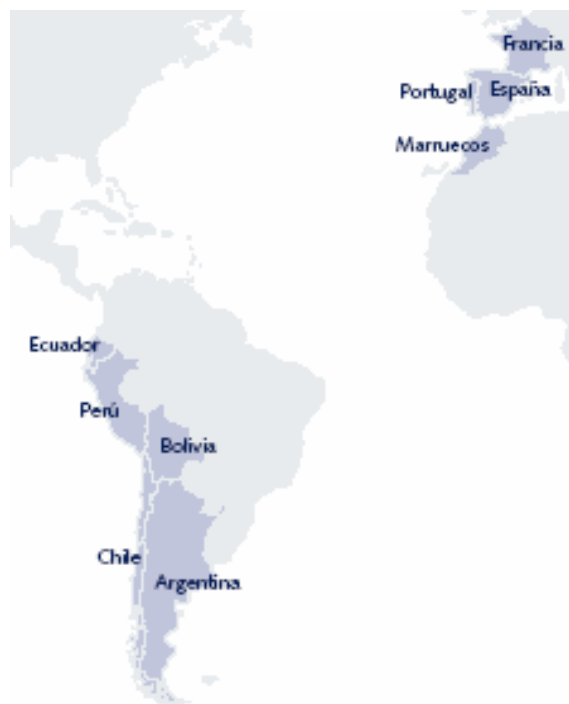 Francia
Portugal
España
Marruecos
Ecuador
Perú
Bolivia
Chile
Argentina